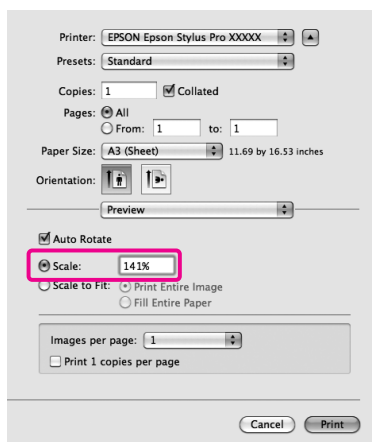 Printer: EPSON Epson Stylus Pro XXXXX
Presets: Standard
Copies: 1 Collated
Pages: All
From: 1 to: 1
Paper Size: A3 (Sheet) 11.69 by 16.53 inches
Orientation:
Preview
Auto Rotate
Scale: 141%
Scale to Fit: Print Entire Image
Fill Entire Paper
Images per page: 1
Print 1 copies per page
Cancel Print